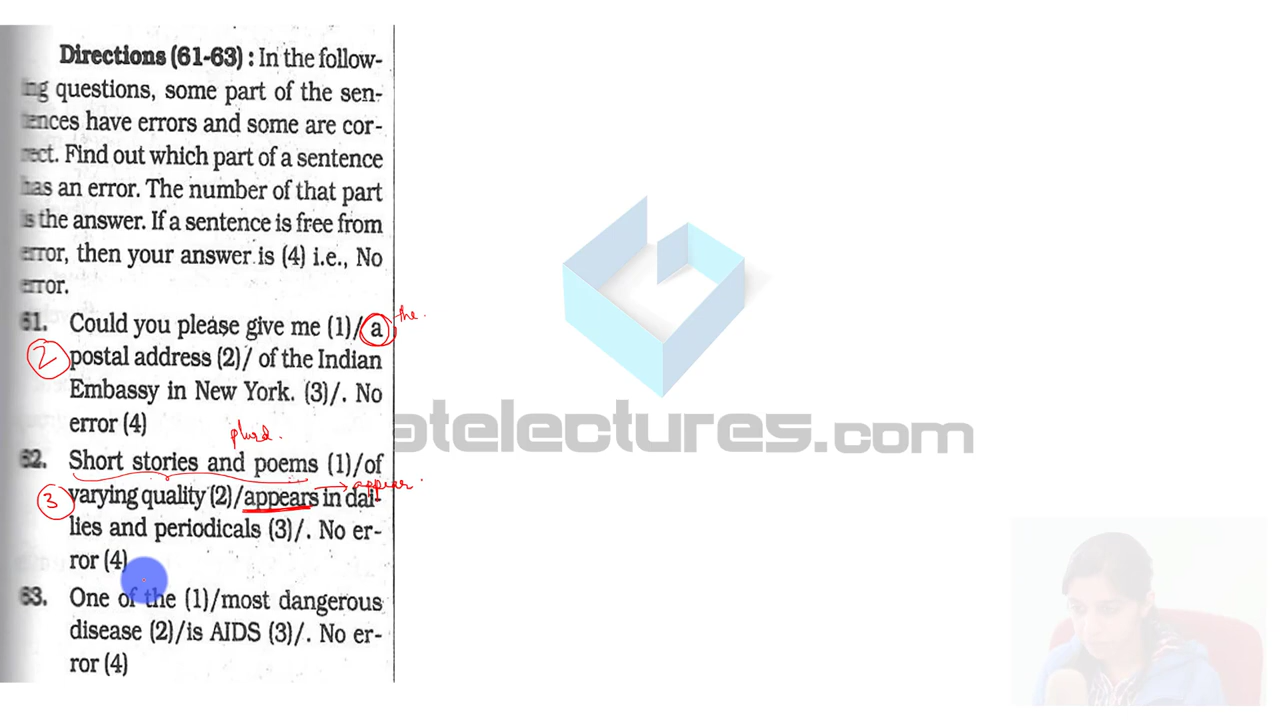 Directions (61-63) : In the follow-
ing questions, some part of the sen-
tences have errors and some are cor-
rect. Find out which part of a sentence
has an error. The number of that part
is the answer. If a sentence is free from
error, then your answer is (4) i.e., No
error.
61. Could you please give me (1)/ a the.
2 postal address (2)/ of the Indian
Embassy in New York. (3)/. No
error (4)
plural.
62. Short stories and poems (1)/of
3 varying quality (2)/appears in dai- appear.
lies and periodicals (3)/. No er-
ror (4)
63. One of the (1)/most dangerous
disease (2)/is AIDS (3)/. No er-
ror (4)
atelectures.com